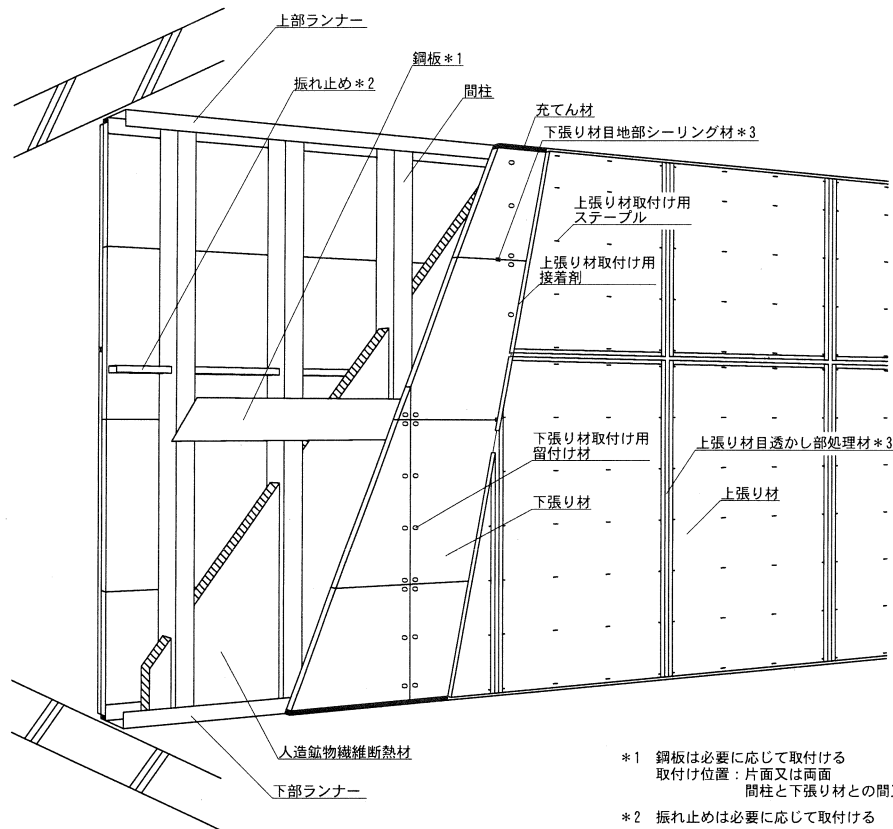 上部ランナー
鋼板*1
振れ止め*2
間柱
充てん材
下張り材目地部シーリング材*3
上張り材取付け用
ステープル
上張り材取付け用
接着剤
下張り材取付け用
留付け材
上張り材目透かし部処理材*3
下張り材
上張り材
人造鉱物繊維断熱材
下部ランナー
*1 鋼板は必要に応じて取付ける
取付け位置:片面又は両面
間柱と下張り材との間
*2 振れ止めは必要に応じて取付ける